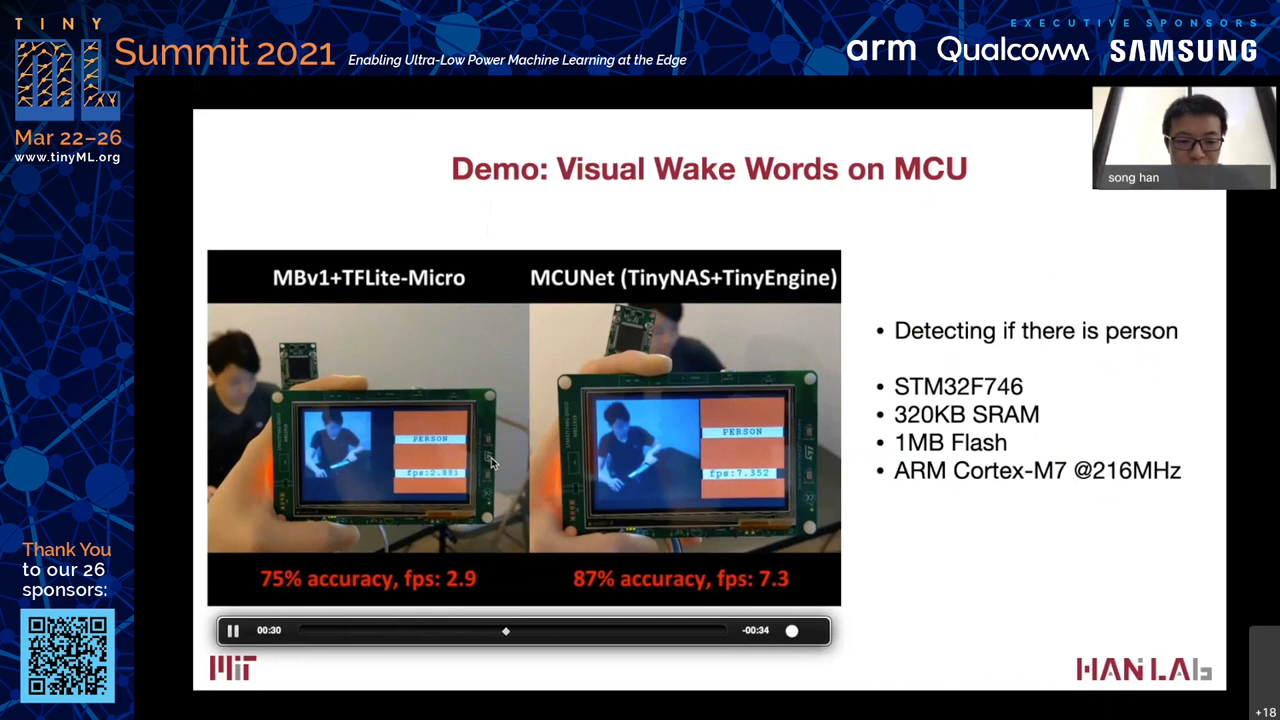 TINY
ML
Summit 2021
Enabling Ultra-Low Power Machine Learning at the Edge
Mar 22–26
www.tinyML.org
EXECUTIVE SPONSORS
arm Qualcomm SAMSUNG
song han
Demo: Visual Wake Words on MCU
MBv1+TFLite-Micro
MCUNet (TinyNAS+TinyEngine)
PERSON
fps:2.881
PERSON
fps:7.352
75% accuracy, fps: 2.9
87% accuracy, fps: 7.3
• Detecting if there is person
• STM32F746
• 320KB SRAM
• 1MB Flash
• ARM Cortex-M7 @216MHz
00:30
-00:34
Thank You
to our 26
sponsors:
MIT
HAN LAB
+18